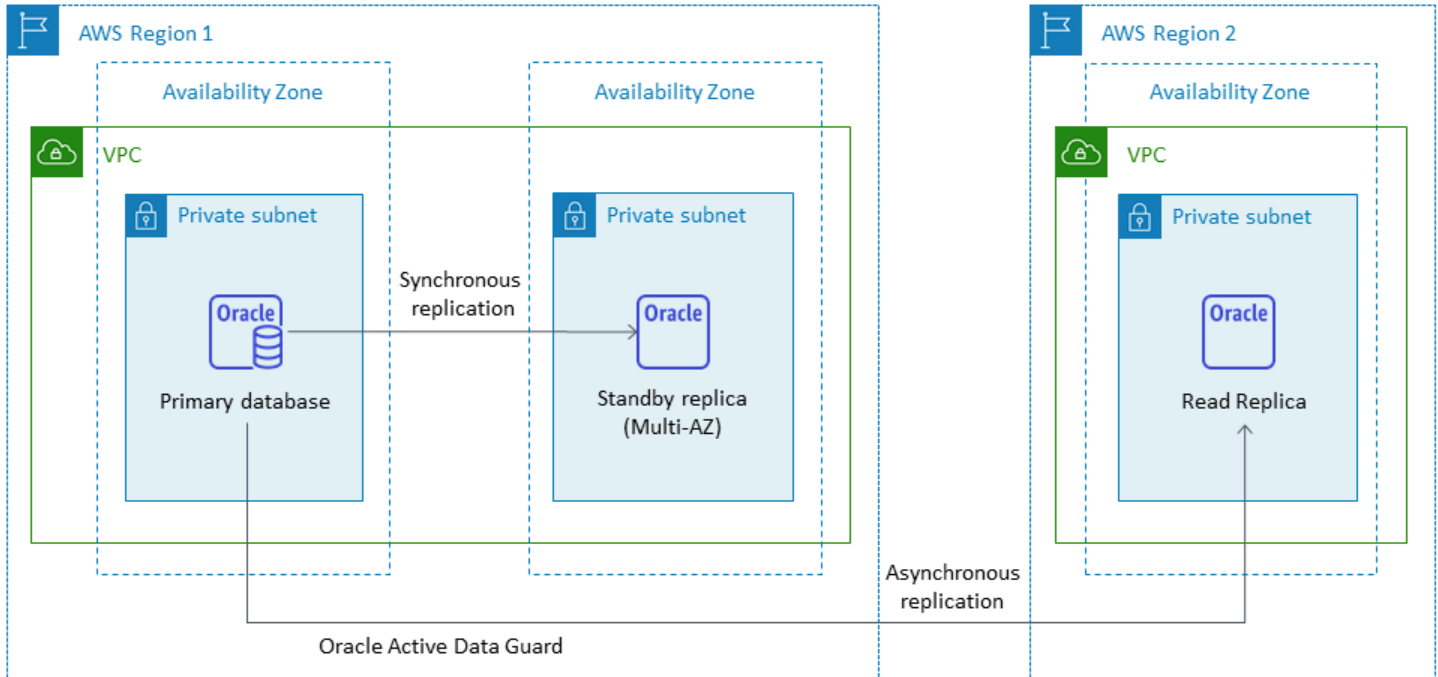 AWS Region 1
Availability Zone
Availability Zone
VPC
Private subnet
Private subnet
Oracle
Synchronous
replication
Oracle
Primary database
Standby replica
(Multi-AZ)
Asynchronous
replication
Oracle Active Data Guard
AWS Region 2
Availability Zone
VPC
Private subnet
Oracle
Read Replica